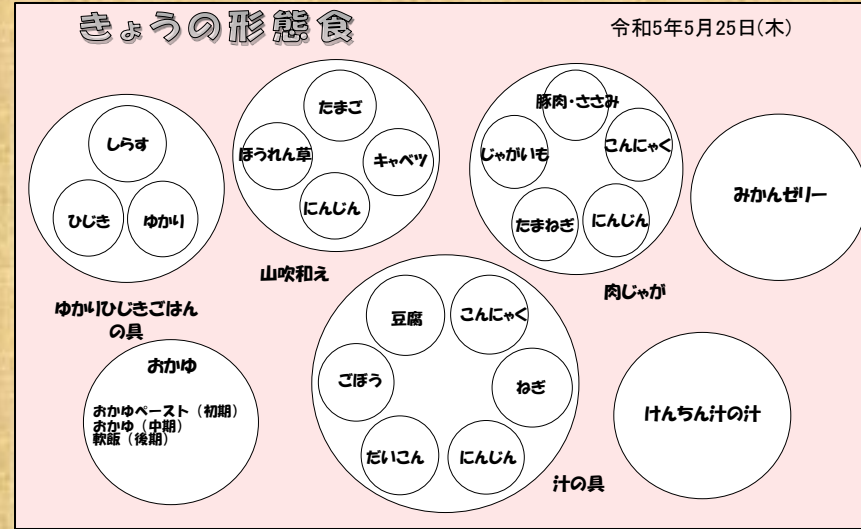 きょうの形態食
令和5年5月25日(木)
しらす
ひじき
ゆかり
ゆかりひじきごはん
の具
たまご
ほうれん草
キャベツ
にんじん
山吹和え
豚肉・ささみ
じゃがいも
こんにゃく
たまねぎ
にんじん
肉じゃが
みかんゼリー
おかゆ
おかゆペースト（初期）
おかゆ（中期）
軟飯（後期）
豆腐
こんにゃく
ごぼう
ねぎ
だいこん
にんじん
汁の具
けんちん汁の汁